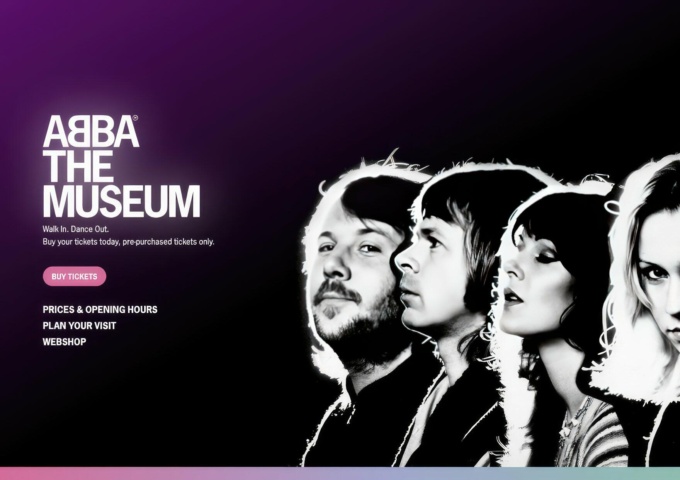 ABBA®
THE
MUSEUM
Walk In. Dance Out.
Buy your tickets today, pre-purchased tickets only.
BUY TICKETS
PRICES & OPENING HOURS
PLAN YOUR VISIT
WEBSHOP